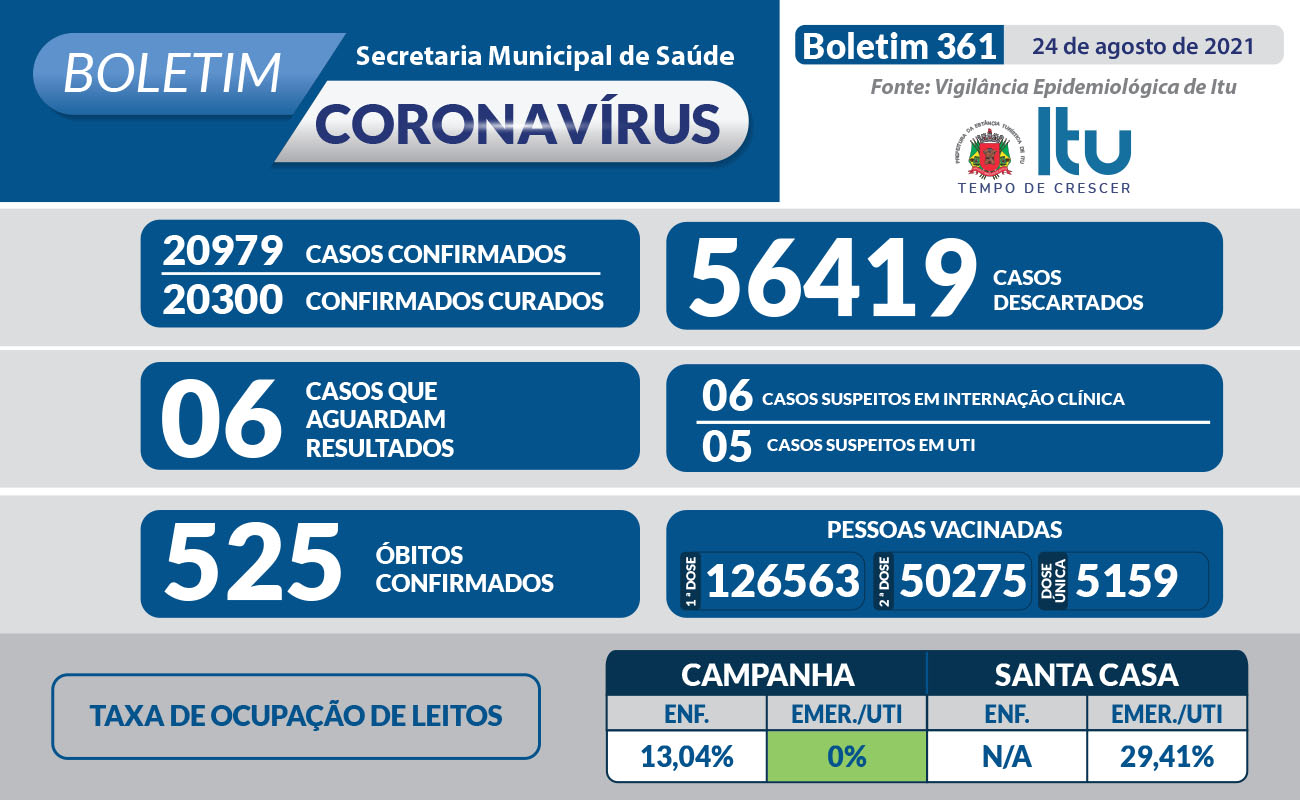 BOLETIM
Secretaria Municipal de Saúde
CORONAVÍRUS
Boletim 361
24 de agosto de 2021
Fonte: Vigilância Epidemiológica de Itu
PREFEITURA DA ESTÂNCIA TURÍSTICA DE ITU
Itu
TEMPO DE CRESCER
20979 CASOS CONFIRMADOS
20300 CONFIRMADOS CURADOS
56419 CASOS
DESCARTADOS
06 CASOS QUE
AGUARDAM
RESULTADOS
06 CASOS SUSPEITOS EM INTERNAÇÃO CLÍNICA
05 CASOS SUSPEITOS EM UTI
525 ÓBITOS
CONFIRMADOS
PESSOAS VACINADAS
1ª DOSE 126563 2ª DOSE 50275 DOSE ÚNICA 5159
TAXA DE OCUPAÇÃO DE LEITOS
CAMPANHA SANTA CASA
ENF. EMER./UTI ENF. EMER./UTI
13,04% 0% N/A 29,41%